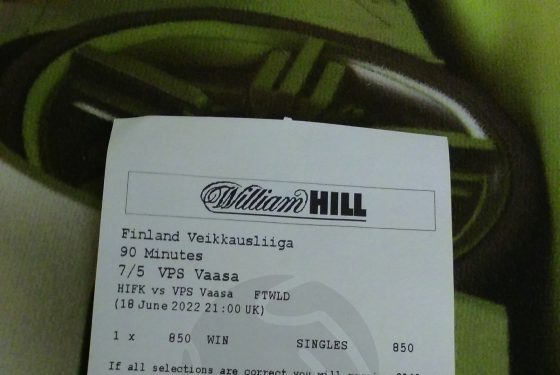 William HILL
Finland Veikkausliiga
90 Minutes
7/5 VPS Vaasa
HIFK vs VPS Vaasa FTWLD
(18 June 2022 21:00 UK)
1 x 850 WIN SINGLES 850
If all selections are correct you will